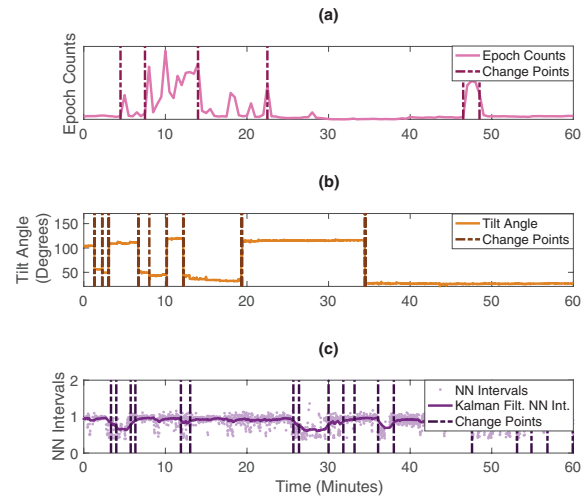 (a)
Epoch Counts
Epoch Counts
Change Points
0 10 20 30 40 50 60
(b)
Tilt Angle
(Degrees)
150
100
50
Tilt Angle
Change Points
0 10 20 30 40 50 60
(c)
NN Intervals
2
1
0
NN Intervals
Kalman Filt. NN Int.
Change Points
0 10 20 30 40 50 60
Time (Minutes)